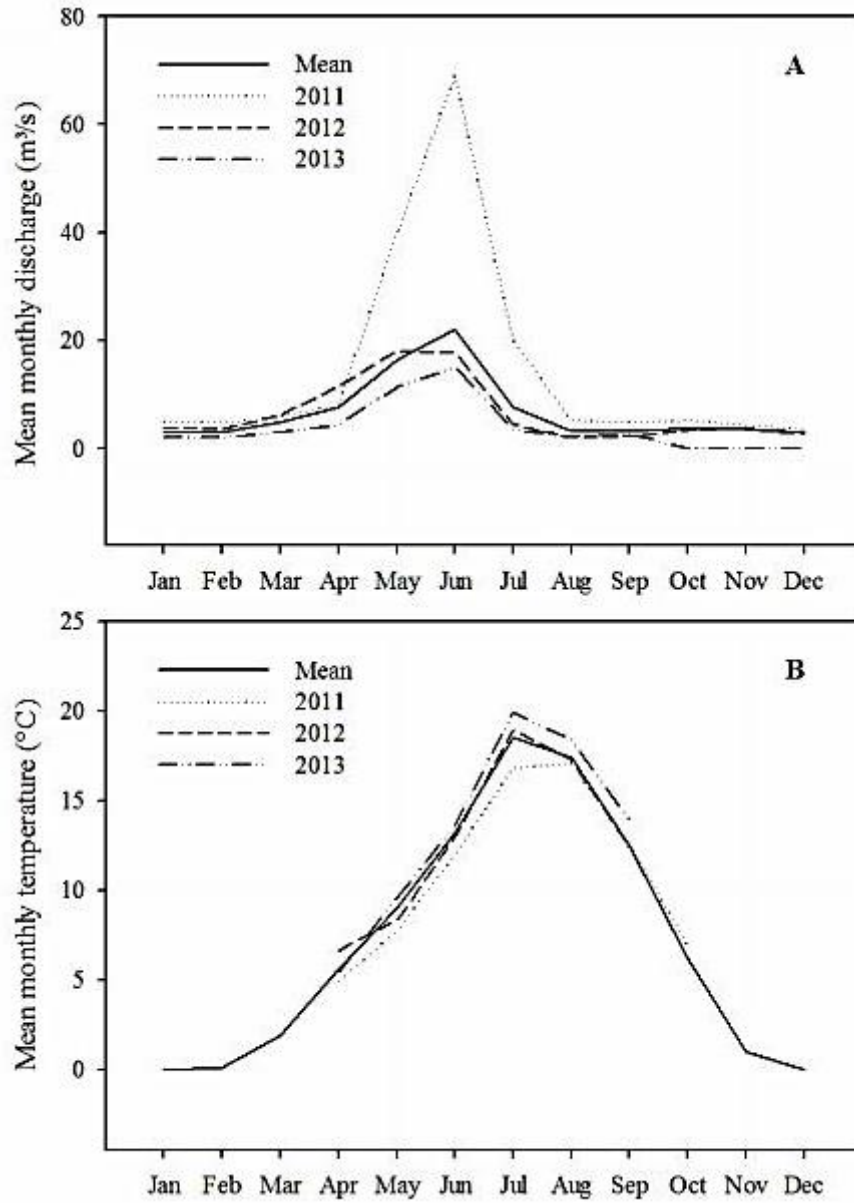 80
60
40
20
0
Mean monthly discharge (m³/s)
Mean
2011
2012
2013
A
Jan Feb Mar Apr May Jun Jul Aug Sep Oct Nov Dec
25
20
15
10
5
0
Mean monthly temperature (°C)
Mean
2011
2012
2013
B
Jan Feb Mar Apr May Jun Jul Aug Sep Oct Nov Dec